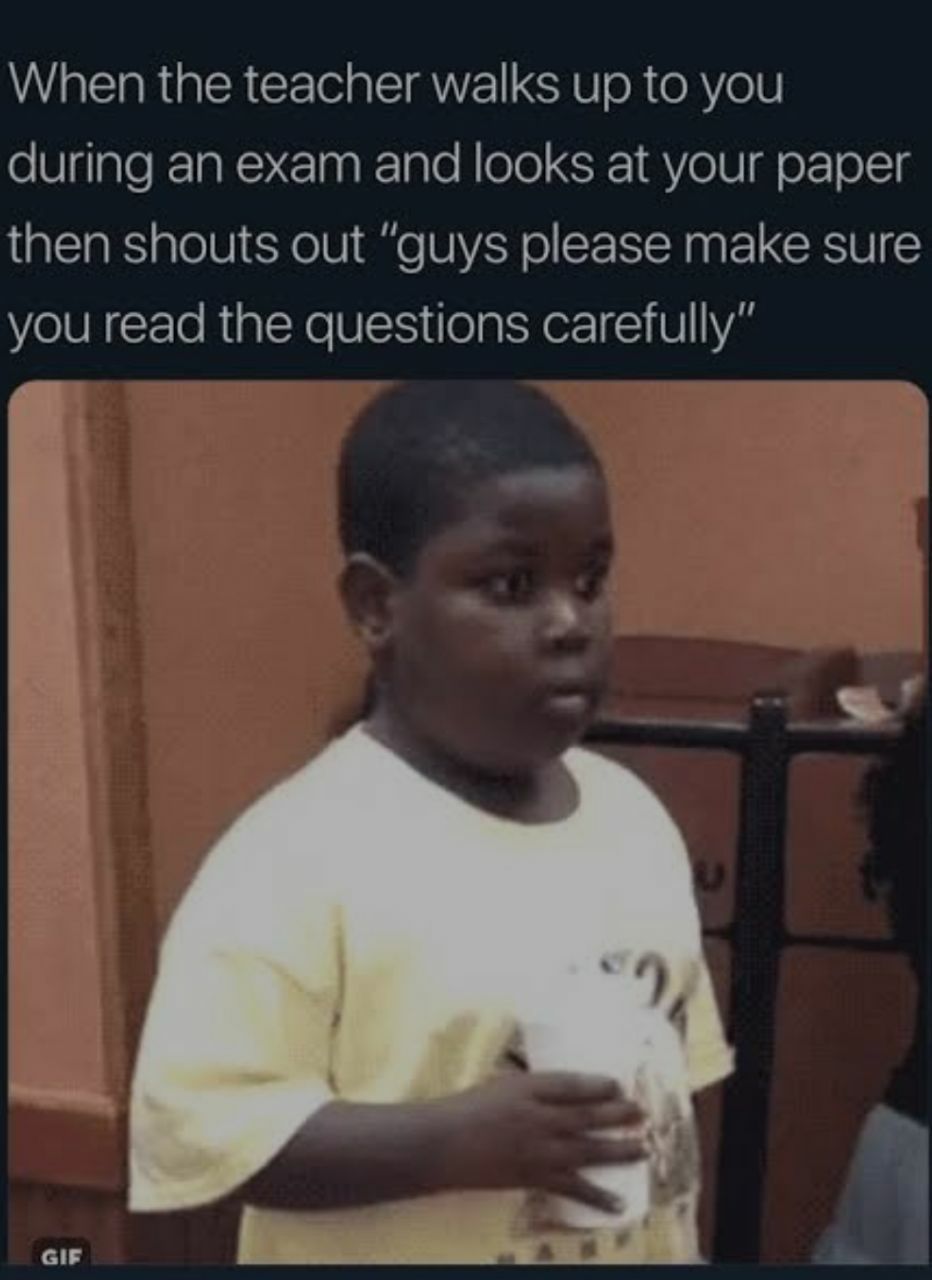 When the teacher walks up to you
during an exam and looks at your paper
then shouts out “guys please make sure
you read the questions carefully”
GIF